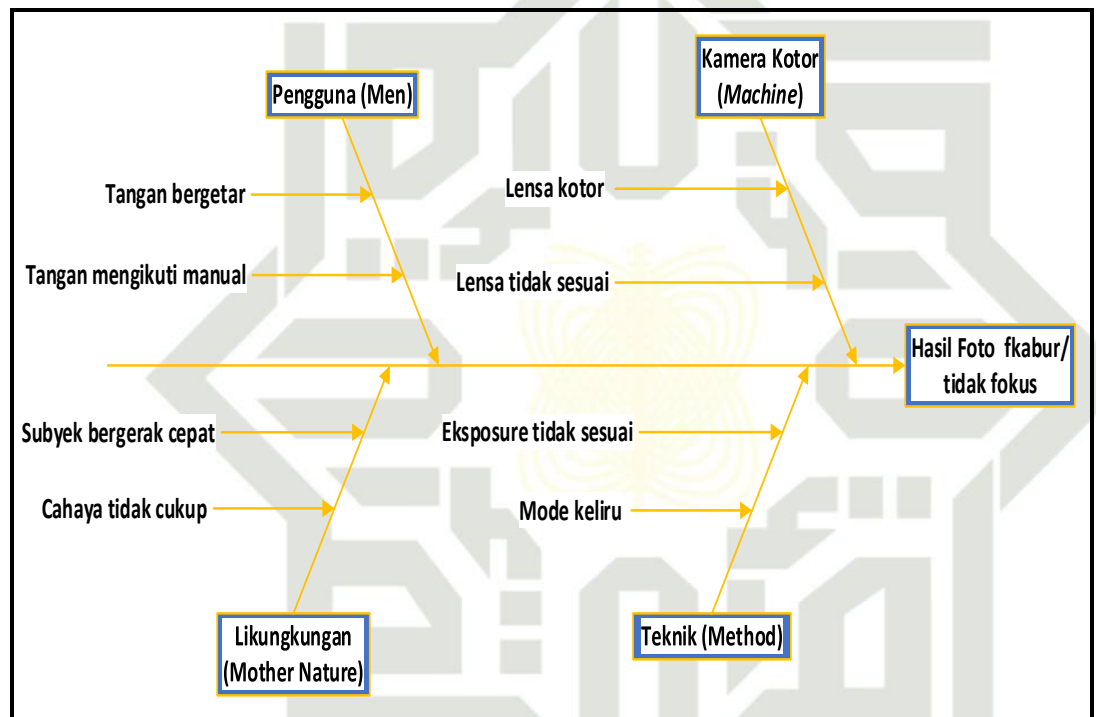 Kamera Kotor
(Machine)
Pengguna (Men)
Tangan bergetar
Lensa kotor
Tangan mengikuti manual
Lensa tidak sesuai
Hasil Foto fkabur/
tidak fokus
Subyek bergerak cepat
Eksposure tidak sesuai
Cahaya tidak cukup
Mode keliru
Likungkungan
(Mother Nature)
Teknik (Method)